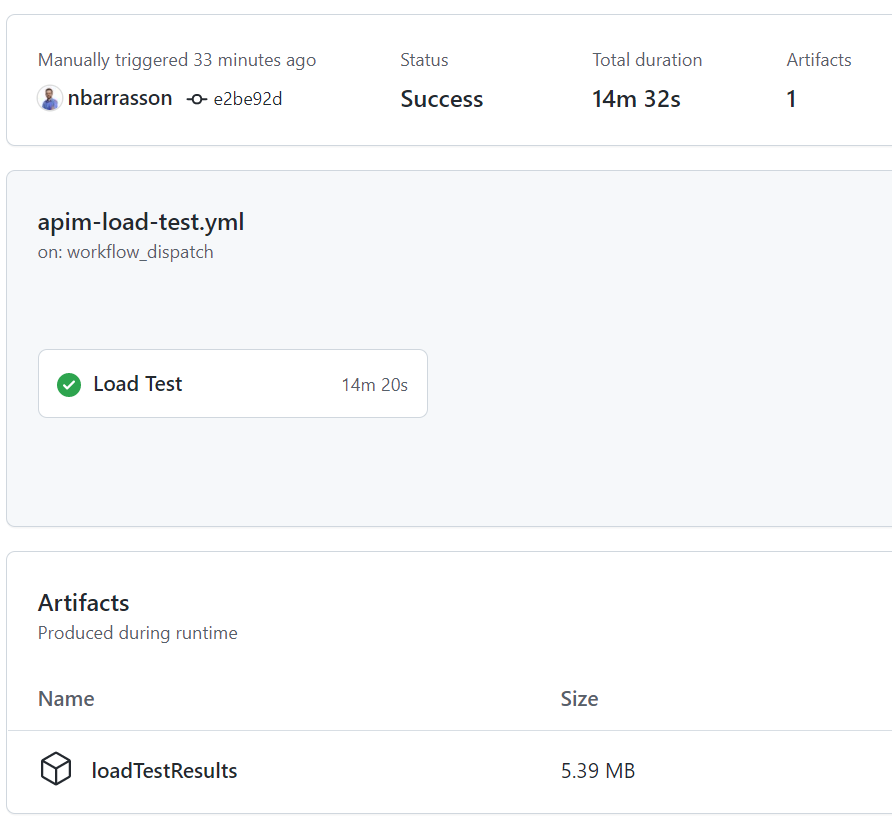 Manually triggered 33 minutes ago
Status
Total duration
Artifacts
nbarrasson e2be92d
Success
14m 32s
1
apim-load-test.yml
on: workflow_dispatch
Load Test
14m 20s
Artifacts
Produced during runtime
Name
Size
loadTestResults
5.39 MB